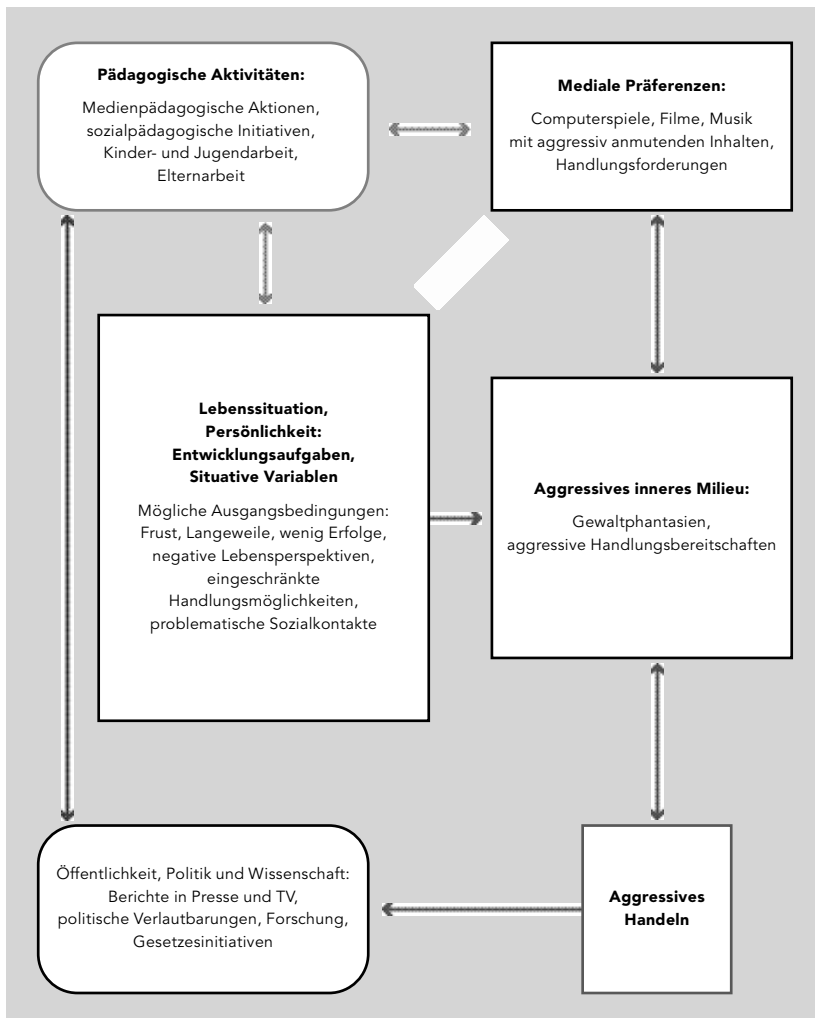 Pädagogische Aktivitäten:
Medienpädagogische Aktionen,
sozialpädagogische Initiativen,
Kinder- und Jugendarbeit,
Elternarbeit
Mediale Präferenzen:
Computerspiele, Filme, Musik
mit aggressiv anmutenden Inhalten,
Handlungsforderungen
Lebenssituation,
Persönlichkeit:
Entwicklungsaufgaben,
Situative Variablen
Mögliche Ausgangsbedingungen:
Frust, Langeweile, wenig Erfolge,
negative Lebensperspektiven,
eingeschränkte
Handlungsmöglichkeiten,
problematische Sozialkontakte
Aggressives inneres Milieu:
Gewaltphantasien,
aggressive Handlungsbereitschaften
Öffentlichkeit, Politik und Wissenschaft:
Berichte in Presse und TV,
politische Verlautbarungen, Forschung,
Gesetzesinitiativen
Aggressives
Handeln